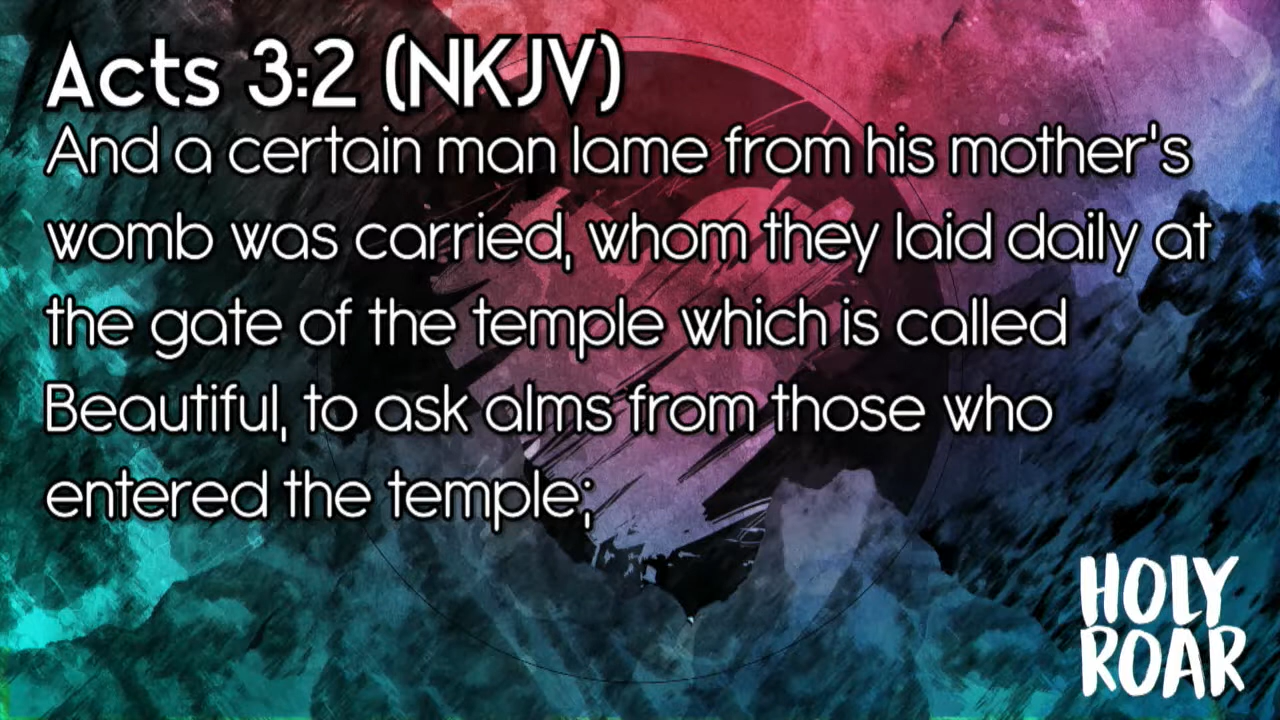 Acts 3:2 (NKJV)
And a certain man lame from his mother's
womb was carried, whom they laid daily at
the gate of the temple which is called
Beautiful, to ask alms from those who
entered the temple;
HOLY
ROAR